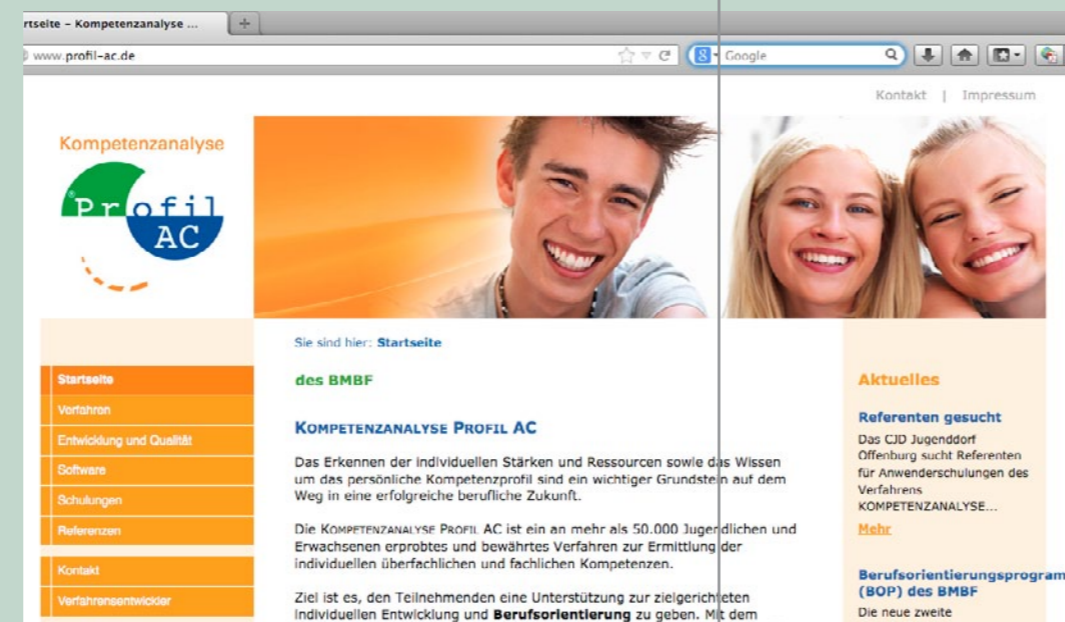 rtseite – Kompetenzanalyse ...
www.profil-ac.de
Google
Kontakt | Impressum
Kompetenzanalyse
Profil
AC
Sie sind hier: Startseite
des BMBF
KOMPETENZANALYSE PROFIL AC
Das Erkennen der individuellen Stärken und Ressourcen sowie das Wissen
um das persönliche Kompetenzprofil sind ein wichtiger Grundstein auf dem
Weg in eine erfolgreiche berufliche Zukunft.
Die KOMPETENZANALYSE PROFIL AC ist ein an mehr als 50.000 Jugendlichen und
Erwachsenen erprobtes und bewährtes Verfahren zur Ermittlung der
individuellen überfachlichen und fachlichen Kompetenzen.
Ziel ist es, den Teilnehmenden eine Unterstützung zur zielgerichteten
individuellen Entwicklung und Berufsorientierung zu geben. Mit dem
Startseite
Verfahren
Entwicklung und Qualität
Software
Schulungen
Referenzen
Kontakt
Verfahrensentwickler
Aktuelles
Referenten gesucht
Das CJD Jugenddorf
Offenburg sucht Referenten
für Anwenderschulungen des
Verfahrens
KOMPETENZANALYSE...
Mehr
Berufsorientierungsprogram
(BOP) des BMBF
Die neue zweite